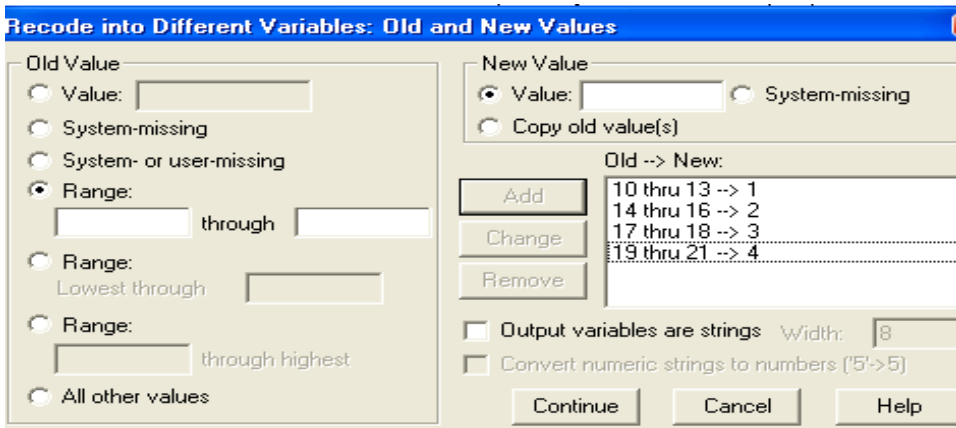 Recode into Different Variables: Old and New Values
Old Value
Value:
System-missing
System- or user-missing
Range:
through
Range:
Lowest through
Range:
through highest
All other values
New Value
Value:
System-missing
Copy old value(s)
Old --> New:
Add
Change
Remove
10 thru 13 --> 1
14 thru 16 --> 2
17 thru 18 --> 3
19 thru 21 --> 4
Output variables are strings Width: 8
Convert numeric strings to numbers ('5'->5)
Continue Cancel Help